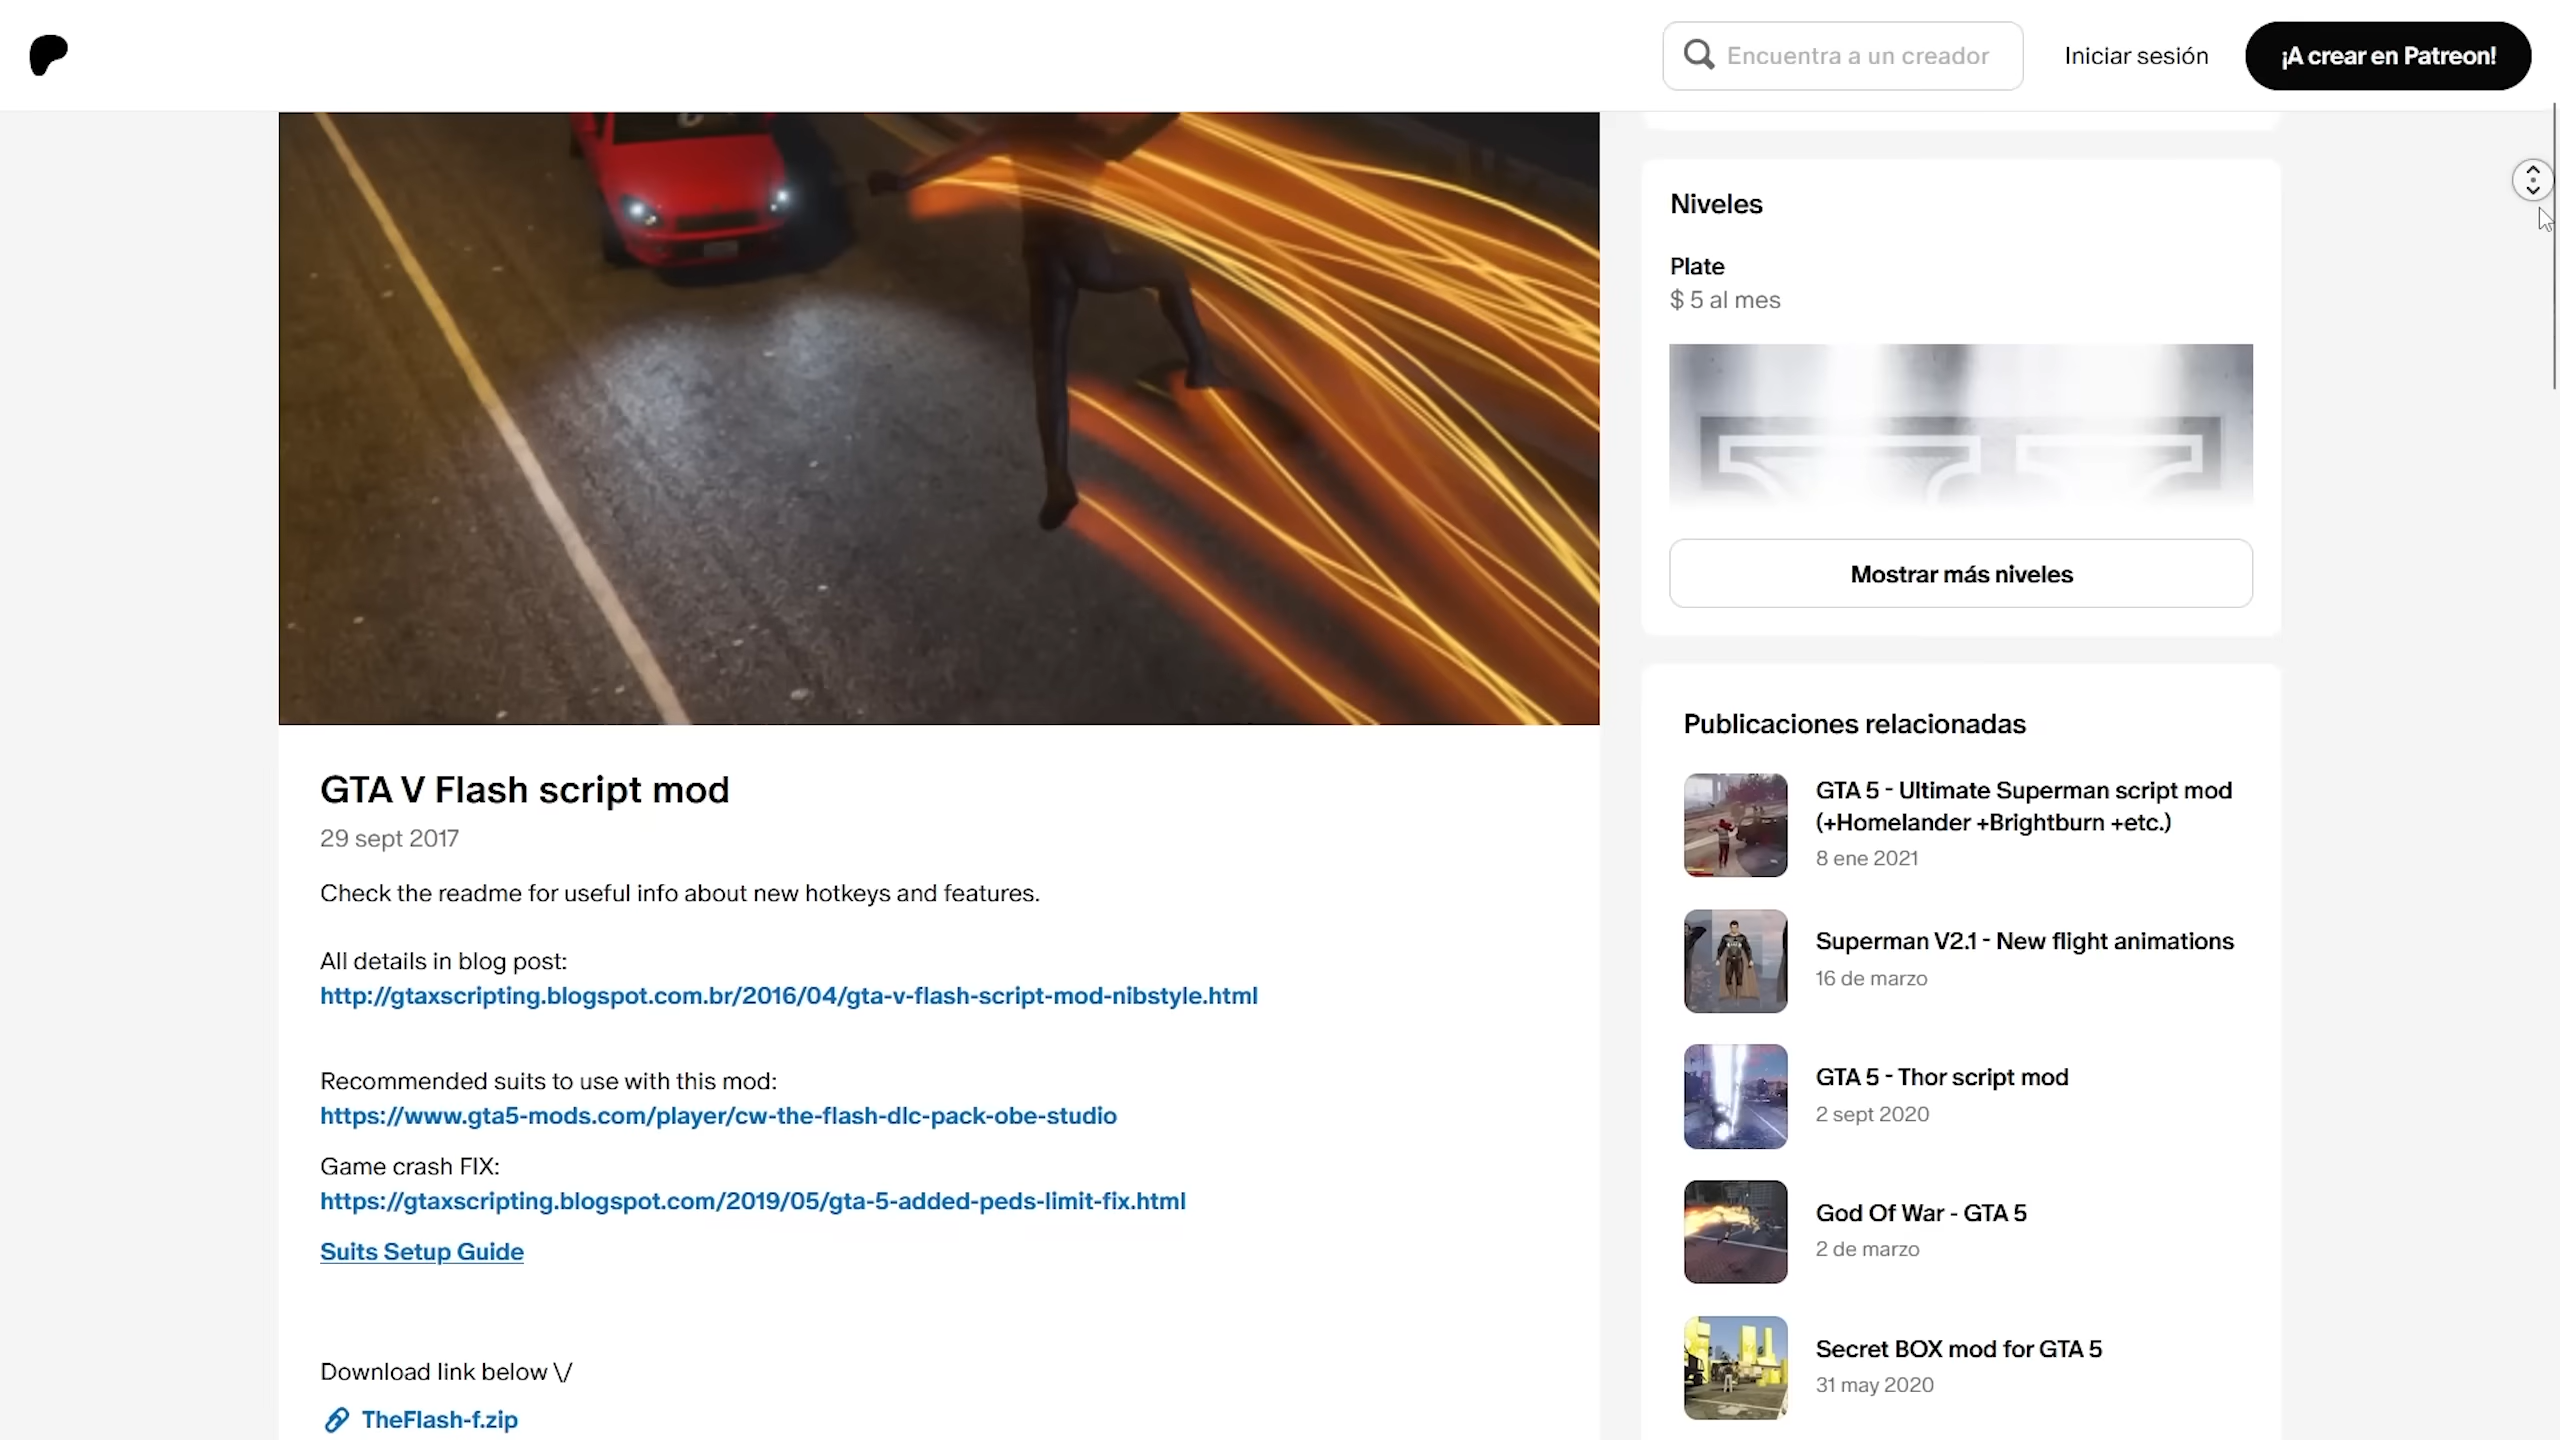 Encuentra a un creador
Iniciar sesión
¡A crear en Patreon!
GTA V Flash script mod
29 sept 2017
Check the readme for useful info about new hotkeys and features.
All details in blog post:
http://gtaxscripting.blogspot.com.br/2016/04/gta-v-flash-script-mod-nibstyle.html
Recommended suits to use with this mod:
https://www.gta5-mods.com/player/cw-the-flash-dlc-pack-obe-studio
Game crash FIX:
https://gtaxscripting.blogspot.com/2019/05/gta-5-added-peds-limit-fix.html
Suits Setup Guide
Download link below \/
TheFlash-f.zip
Niveles
Plate
$ 5 al mes
Mostrar más niveles
Publicaciones relacionadas
GTA 5 - Ultimate Superman script mod
(+Homelander +Brightburn +etc.)
8 ene 2021
Superman V2.1 - New flight animations
16 de marzo
GTA 5 - Thor script mod
2 sept 2020
God Of War - GTA 5
2 de marzo
Secret BOX mod for GTA 5
31 may 2020